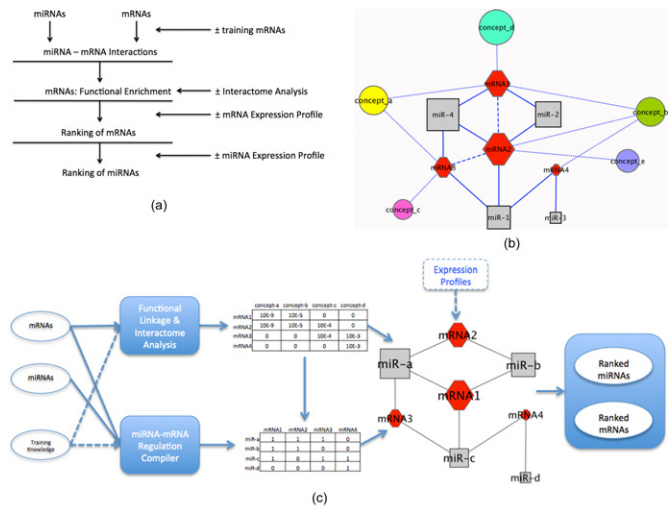 miRNAs
mRNAs
± training mRNAs
miRNA – mRNA Interactions
mRNAs: Functional Enrichment
± Interactome Analysis
± mRNA Expression Profile
Ranking of mRNAs
± miRNA Expression Profile
Ranking of miRNAs
(a)
concept_d
mRNA1
concept_a
concept_b
miR-4
miR-2
mRNA2
mRNA3
mRNA4
concept_e
concept_c
miR-1
miR-3
(b)
mRNAs
miRNAs
Training
Knowledge
Functional
Linkage &
Interactome
Analysis
miRNA-mRNA
Regulation
Compiler
concept-a concept-b concept-c concept-d
mRNA1 10E-9 10E-5 0 0
mRNA2 10E-9 10E-5 10E-4 0
mRNA3 0 0 10E-4 10E-3
mRNA4 0 0 0 10E-3
mRNA1 mRNA2 mRNA3 mRNA4
miR-a 1 1 1 0
miR-b 1 1 0 0
miR-c 1 0 1 1
miR-d 0 0 0 1
Expression
Profiles
mRNA2
miR-a
miR-b
mRNA1
mRNA3
mRNA4
miR-c
miR-d
Ranked
miRNAs
Ranked
mRNAs
(c)